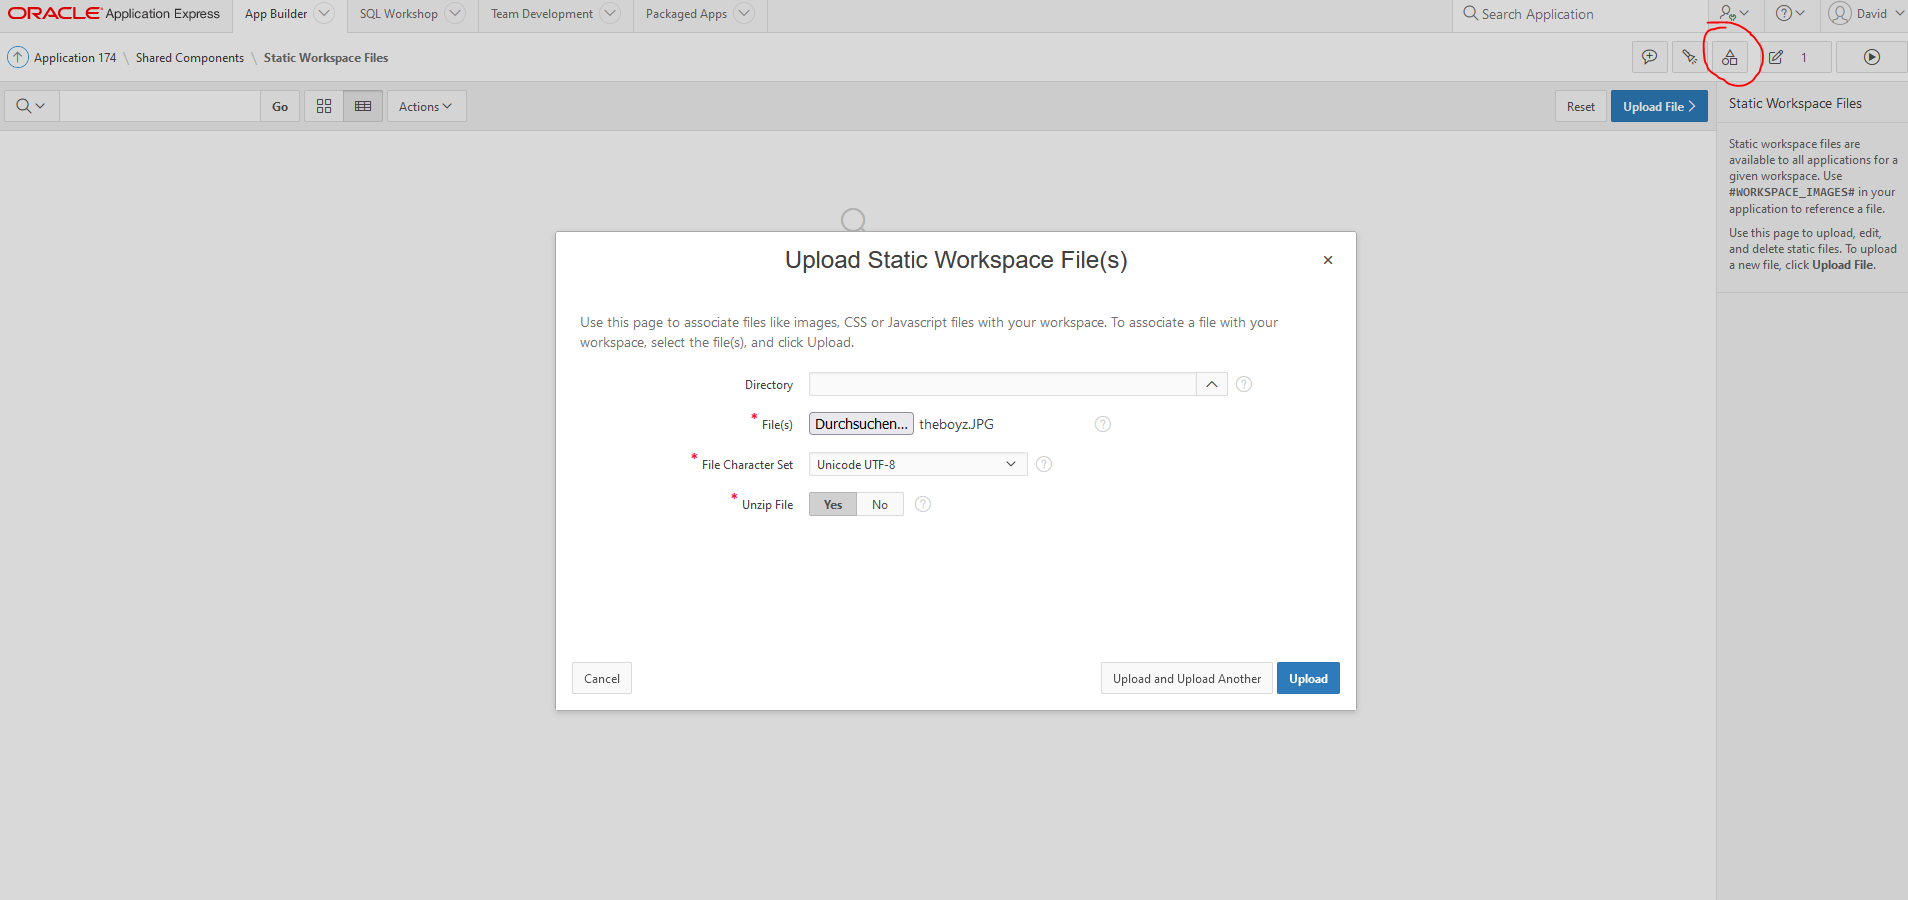 ORACLE Application Express App Builder SQL Workshop Team Development Packaged Apps Search Application David
Application 174 \ Shared Components \ Static Workspace Files 1
Go Actions Reset Upload File
Static Workspace Files
Static workspace files are
available to all applications for a
given workspace. Use
#WORKSPACE_IMAGES# in your
application to reference a file.
Use this page to upload, edit,
and delete static files. To upload
a new file, click Upload File.
Upload Static Workspace File(s)
Use this page to associate files like images, CSS or Javascript files with your workspace. To associate a file with your
workspace, select the file(s), and click Upload.
Directory
* File(s) Durchsuchen... theboyz.JPG
* File Character Set Unicode UTF-8
* Unzip File Yes No
Cancel Upload and Upload Another Upload